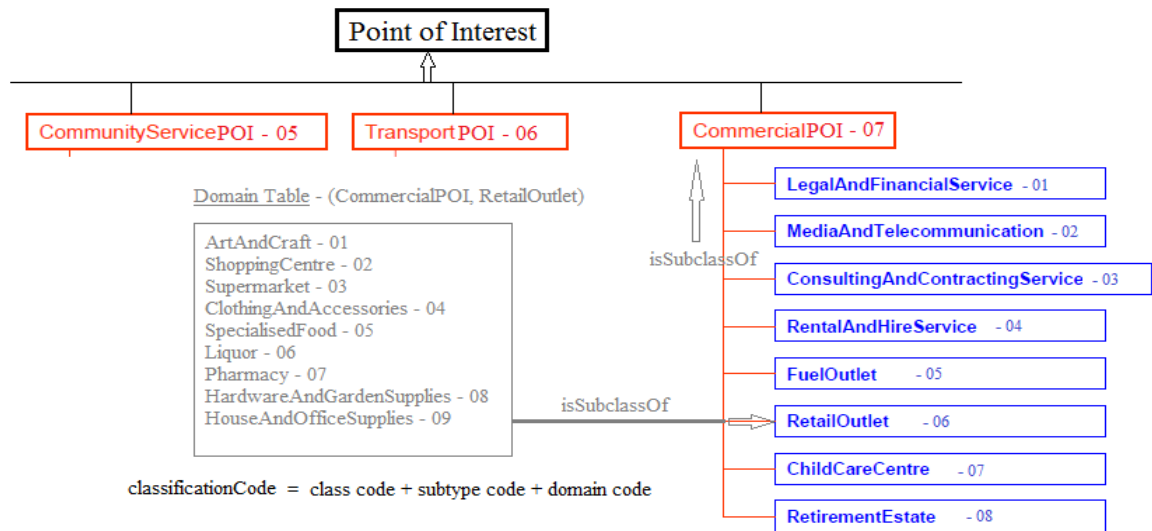 Point of Interest
CommunityServicePOI - 05
TransportPOI - 06
CommercialPOI - 07
Domain Table - (CommercialPOI, RetailOutlet)
ArtAndCraft - 01
ShoppingCentre - 02
Supermarket - 03
ClothingAndAccessories - 04
SpecialisedFood - 05
Liquor - 06
Pharmacy - 07
HardwareAndGardenSupplies - 08
HouseAndOfficeSupplies - 09
isSubclassOf
isSubclassOf
LegalAndFinancialService - 01
MediaAndTelecommunication - 02
ConsultingAndContractingService - 03
RentalAndHireService - 04
FuelOutlet - 05
RetailOutlet - 06
ChildCareCentre - 07
RetirementEstate - 08
classificationCode = class code + subtype code + domain code